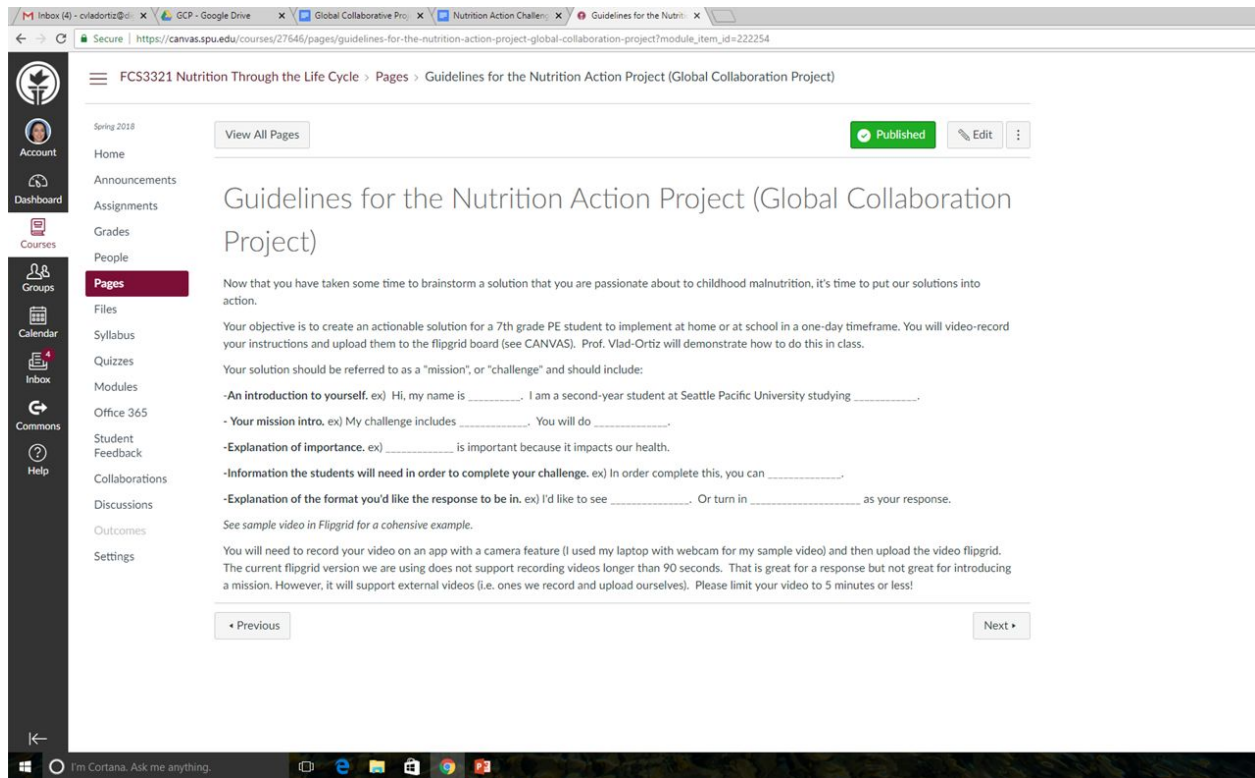 Inbox (4) - cvladortiz@d
GCP - Google Drive
Global Collaborative Proj
Nutrition Action Challeng
Guidelines for the Nutriti
Secure | https://canvas.spu.edu/courses/27646/pages/guidelines-for-the-nutrition-action-project-global-collaboration-project?module_item_id=222254
FCS3321 Nutrition Through the Life Cycle > Pages > Guidelines for the Nutrition Action Project (Global Collaboration Project)
Account
Dashboard
Courses
Groups
Calendar
4
Inbox
Commons
Help
Spring 2018
Home
Announcements
Assignments
Grades
People
Pages
Files
Syllabus
Quizzes
Modules
Office 365
Student
Feedback
Collaborations
Discussions
Outcomes
Settings
View All Pages
Published
Edit
Guidelines for the Nutrition Action Project (Global Collaboration
Project)
Now that you have taken some time to brainstorm a solution that you are passionate about to childhood malnutrition, it's time to put our solutions into
action.
Your objective is to create an actionable solution for a 7th grade PE student to implement at home or at school in a one-day timeframe. You will video-record
your instructions and upload them to the flipgrid board (see CANVAS). Prof. Vlad-Ortiz will demonstrate how to do this in class.
Your solution should be referred to as a "mission", or "challenge" and should include:
-An introduction to yourself. ex) Hi, my name is __________. I am a second-year student at Seattle Pacific University studying ____________.
- Your mission intro. ex) My challenge includes _____________. You will do ______________.
-Explanation of importance. ex) _____________ is important because it impacts our health.
-Information the students will need in order to complete your challenge. ex) In order complete this, you can ______________.
-Explanation of the format you'd like the response to be in. ex) I'd like to see _______________. Or turn in _____________________ as your response.
See sample video in Flipgrid for a cohensive example.
You will need to record your video on an app with a camera feature (I used my laptop with webcam for my sample video) and then upload the video flipgrid.
The current flipgrid version we are using does not support recording videos longer than 90 seconds. That is great for a response but not great for introducing
a mission. However, it will support external videos (i.e. ones we record and upload ourselves). Please limit your video to 5 minutes or less!
Previous
Next
I'm Cortana. Ask me anything.